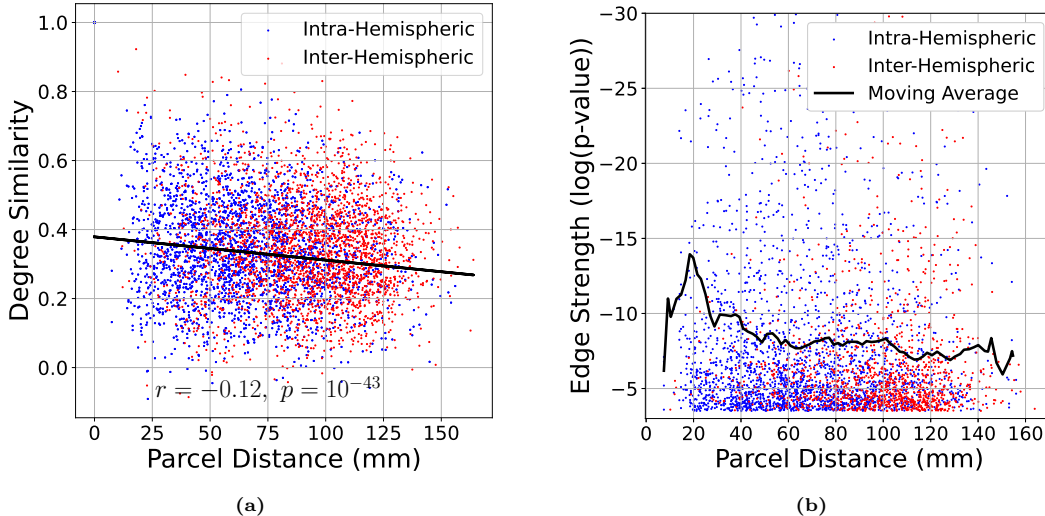 Intra-Hemispheric
Inter-Hemispheric
Degree Similarity
1.0
0.8
0.6
0.4
0.2
0.0
r = −0.12, p = 10⁻⁴³
0 25 50 75 100 125 150
Parcel Distance (mm)
(a)
Intra-Hemispheric
Inter-Hemispheric
Moving Average
Edge Strength (log(p-value))
−30
−25
−20
−15
−10
−5
0 20 40 60 80 100 120 140 160
Parcel Distance (mm)
(b)